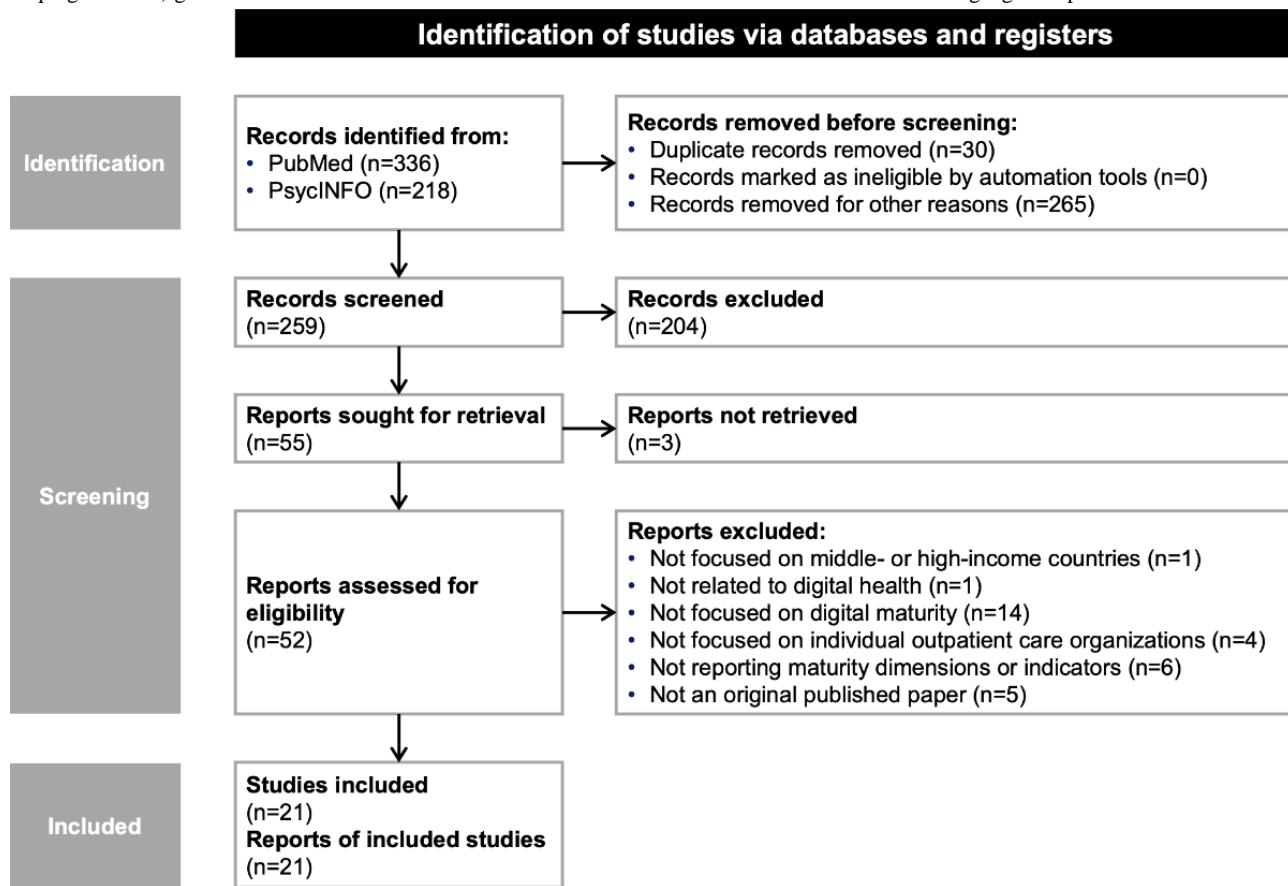 Identification of studies via databases and registers
Identification
Records identified from:
• PubMed (n=336)
• PsycINFO (n=218)
Records removed before screening:
• Duplicate records removed (n=30)
• Records marked as ineligible by automation tools (n=0)
• Records removed for other reasons (n=265)
Screening
Records screened
(n=259)
Records excluded
(n=204)
Reports sought for retrieval
(n=55)
Reports not retrieved
(n=3)
Reports assessed for
eligibility
(n=52)
Reports excluded:
• Not focused on middle- or high-income countries (n=1)
• Not related to digital health (n=1)
• Not focused on digital maturity (n=14)
• Not focused on individual outpatient care organizations (n=4)
• Not reporting maturity dimensions or indicators (n=6)
• Not an original published paper (n=5)
Included
Studies included
(n=21)
Reports of included studies
(n=21)